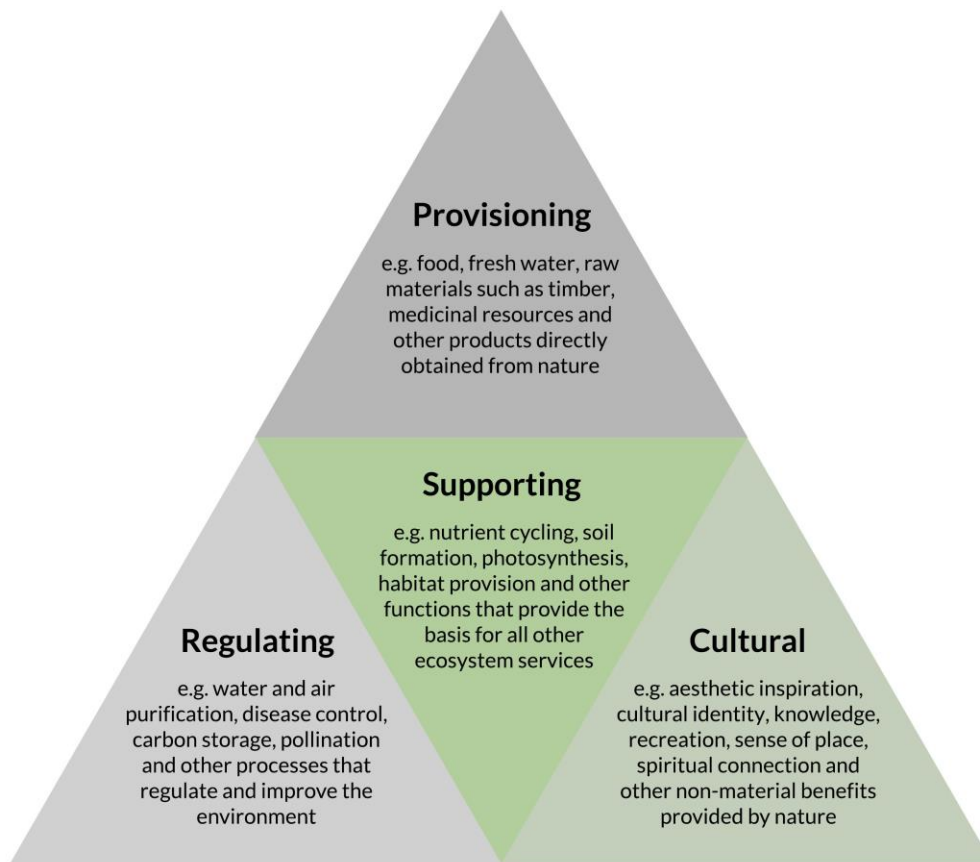 Provisioning
e.g. food, fresh water, raw
materials such as timber,
medicinal resources and
other products directly
obtained from nature
Supporting
e.g. nutrient cycling, soil
formation, photosynthesis,
habitat provision and other
functions that provide the
basis for all other
ecosystem services
Regulating
e.g. water and air
purification, disease control,
carbon storage, pollination
and other processes that
regulate and improve the
environment
Cultural
e.g. aesthetic inspiration,
cultural identity, knowledge,
recreation, sense of place,
spiritual connection and
other non-material benefits
provided by nature